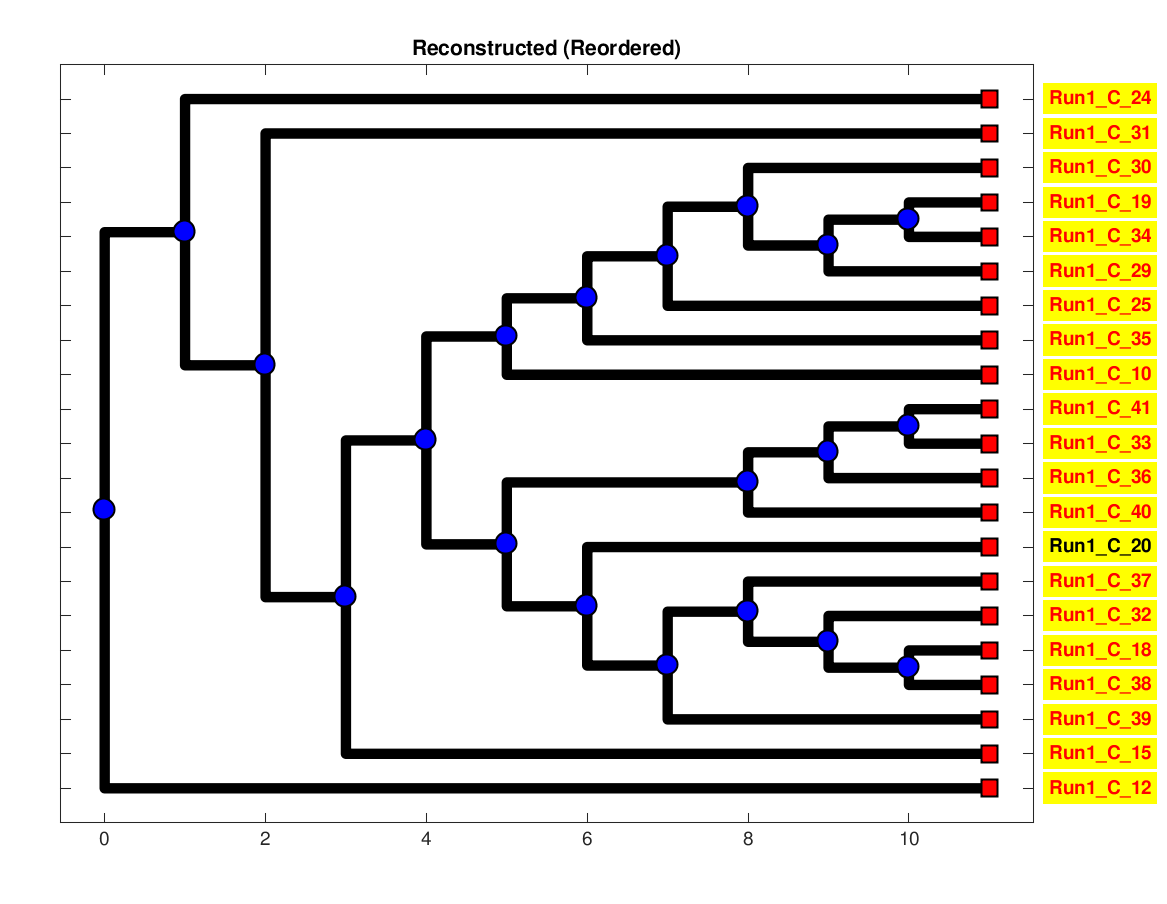 Reconstructed (Reordered)
Run1_C_24
Run1_C_31
Run1_C_30
Run1_C_19
Run1_C_34
Run1_C_29
Run1_C_25
Run1_C_35
Run1_C_10
Run1_C_41
Run1_C_33
Run1_C_36
Run1_C_40
Run1_C_20
Run1_C_37
Run1_C_32
Run1_C_18
Run1_C_38
Run1_C_39
Run1_C_15
Run1_C_12
0 2 4 6 8 10